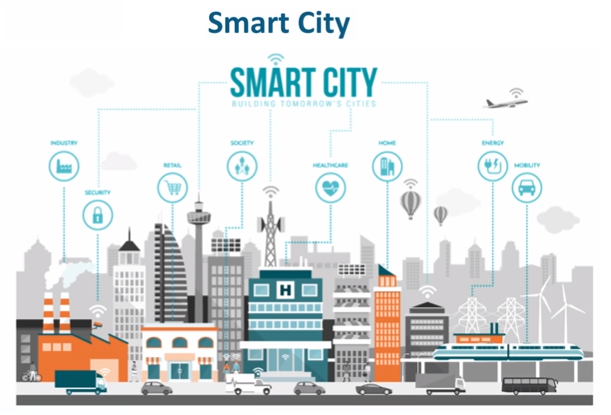 Smart City
SMART CITY
BUILDING TOMORROW'S CITIES
INDUSTRY
SECURITY
RETAIL
SOCIETY
HEALTHCARE
HOME
ENERGY
MOBILITY
H